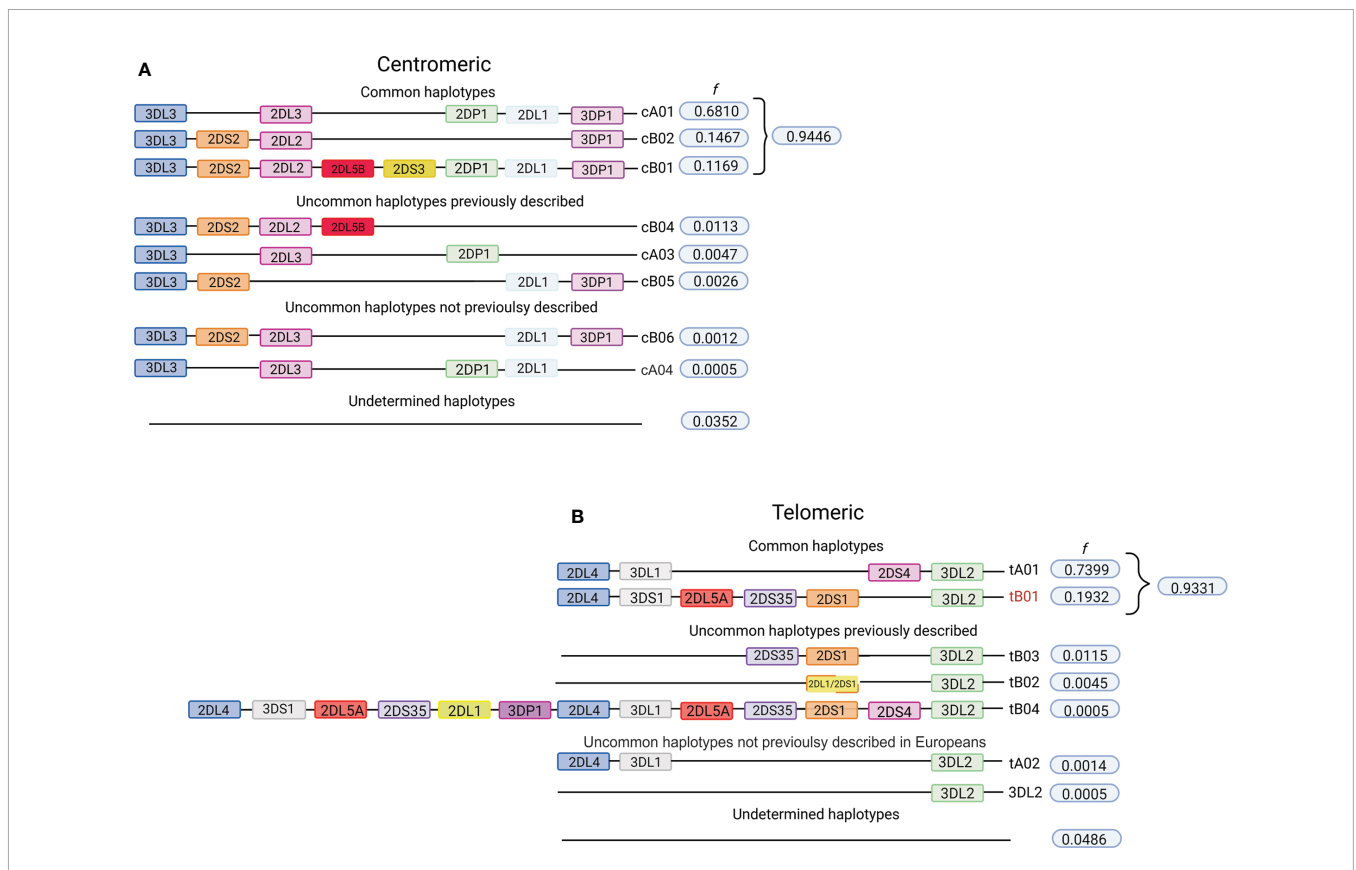 A
Centromeric
Common haplotypes
f
3DL3 2DL3 2DP1 2DL1 3DP1 cA01 0.6810
3DL3 2DS2 2DL2 3DP1 cB02 0.1467 0.9446
3DL3 2DS2 2DL2 2DL5B 2DS3 2DP1 2DL1 3DP1 cB01 0.1169
Uncommon haplotypes previously described
3DL3 2DS2 2DL2 2DL5B cB04 0.0113
3DL3 2DL3 2DP1 cA03 0.0047
3DL3 2DS2 2DL1 3DP1 cB05 0.0026
Uncommon haplotypes not previoulsy described
3DL3 2DS2 2DL3 2DL1 3DP1 cB06 0.0012
3DL3 2DL3 2DP1 2DL1 cA04 0.0005
Undetermined haplotypes
0.0352
B
Telomeric
Common haplotypes
f
2DL4 3DL1 2DS4 3DL2 tA01 0.7399
2DL4 3DS1 2DL5A 2DS35 2DS1 3DL2 tB01 0.1932 0.9331
Uncommon haplotypes previously described
2DS35 2DS1 3DL2 tB03 0.0115
2DL1/2DS1 3DL2 tB02 0.0045
2DL4 3DS1 2DL5A 2DS35 2DL1 3DP1 2DL4 3DL1 2DL5A 2DS35 2DS1 2DS4 3DL2 tB04 0.0005
Uncommon haplotypes not previoulsy described in Europeans
2DL4 3DL1 3DL2 tA02 0.0014
3DL2 3DL2 0.0005
Undetermined haplotypes
0.0486